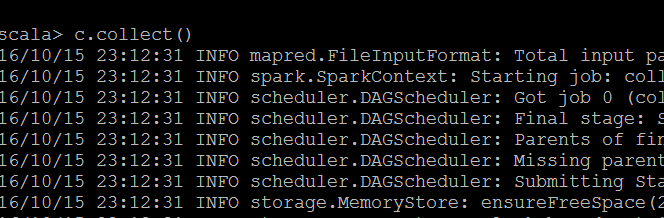 scala> c.collect()
16/10/15 23:12:31 INFO mapred.FileInputFormat: Total input pa
16/10/15 23:12:31 INFO spark.SparkContext: Starting job: coll
16/10/15 23:12:31 INFO scheduler.DAGScheduler: Got job 0 (col
16/10/15 23:12:31 INFO scheduler.DAGScheduler: Final stage: S
16/10/15 23:12:31 INFO scheduler.DAGScheduler: Parents of fin
16/10/15 23:12:31 INFO scheduler.DAGScheduler: Missing parent
16/10/15 23:12:31 INFO scheduler.DAGScheduler: Submitting Sta
16/10/15 23:12:31 INFO storage.MemoryStore: ensureFreeSpace(2